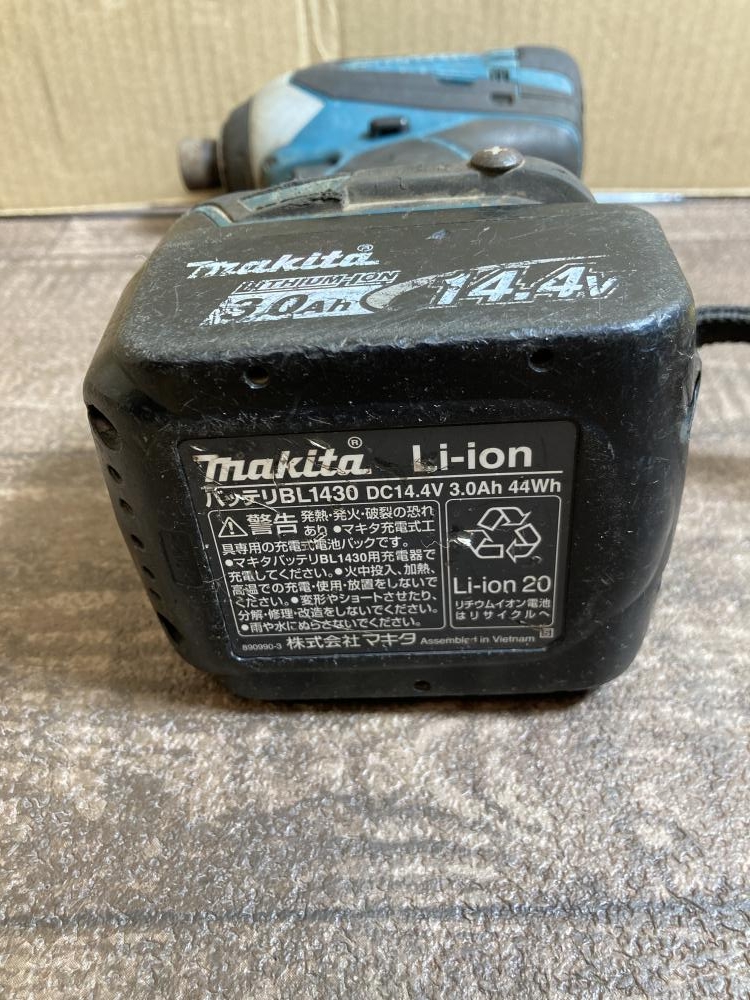 makita®
LITHIUM-ION
3.0Ah 14.4V
makita® Li-ion
バッテリBL1430 DC14.4V 3.0Ah 44Wh
警告 発熱・発火・破裂の恐れ
あり ●マキタ充電式工
具専用の充電式電池パックです。
●マキタバッテリBL1430用充電器で
充電してください。●火中投入、加熱、
高温での充電・使用・放置をしないで
ください。●変形やショートさせたり、
分解・修理・改造をしないでください。
●雨や水にぬらさないでください。
Li-ion 20
リチウムイオン電池
はリサイクルへ
890990-3 株式会社マキタ Assembled in Vietnam